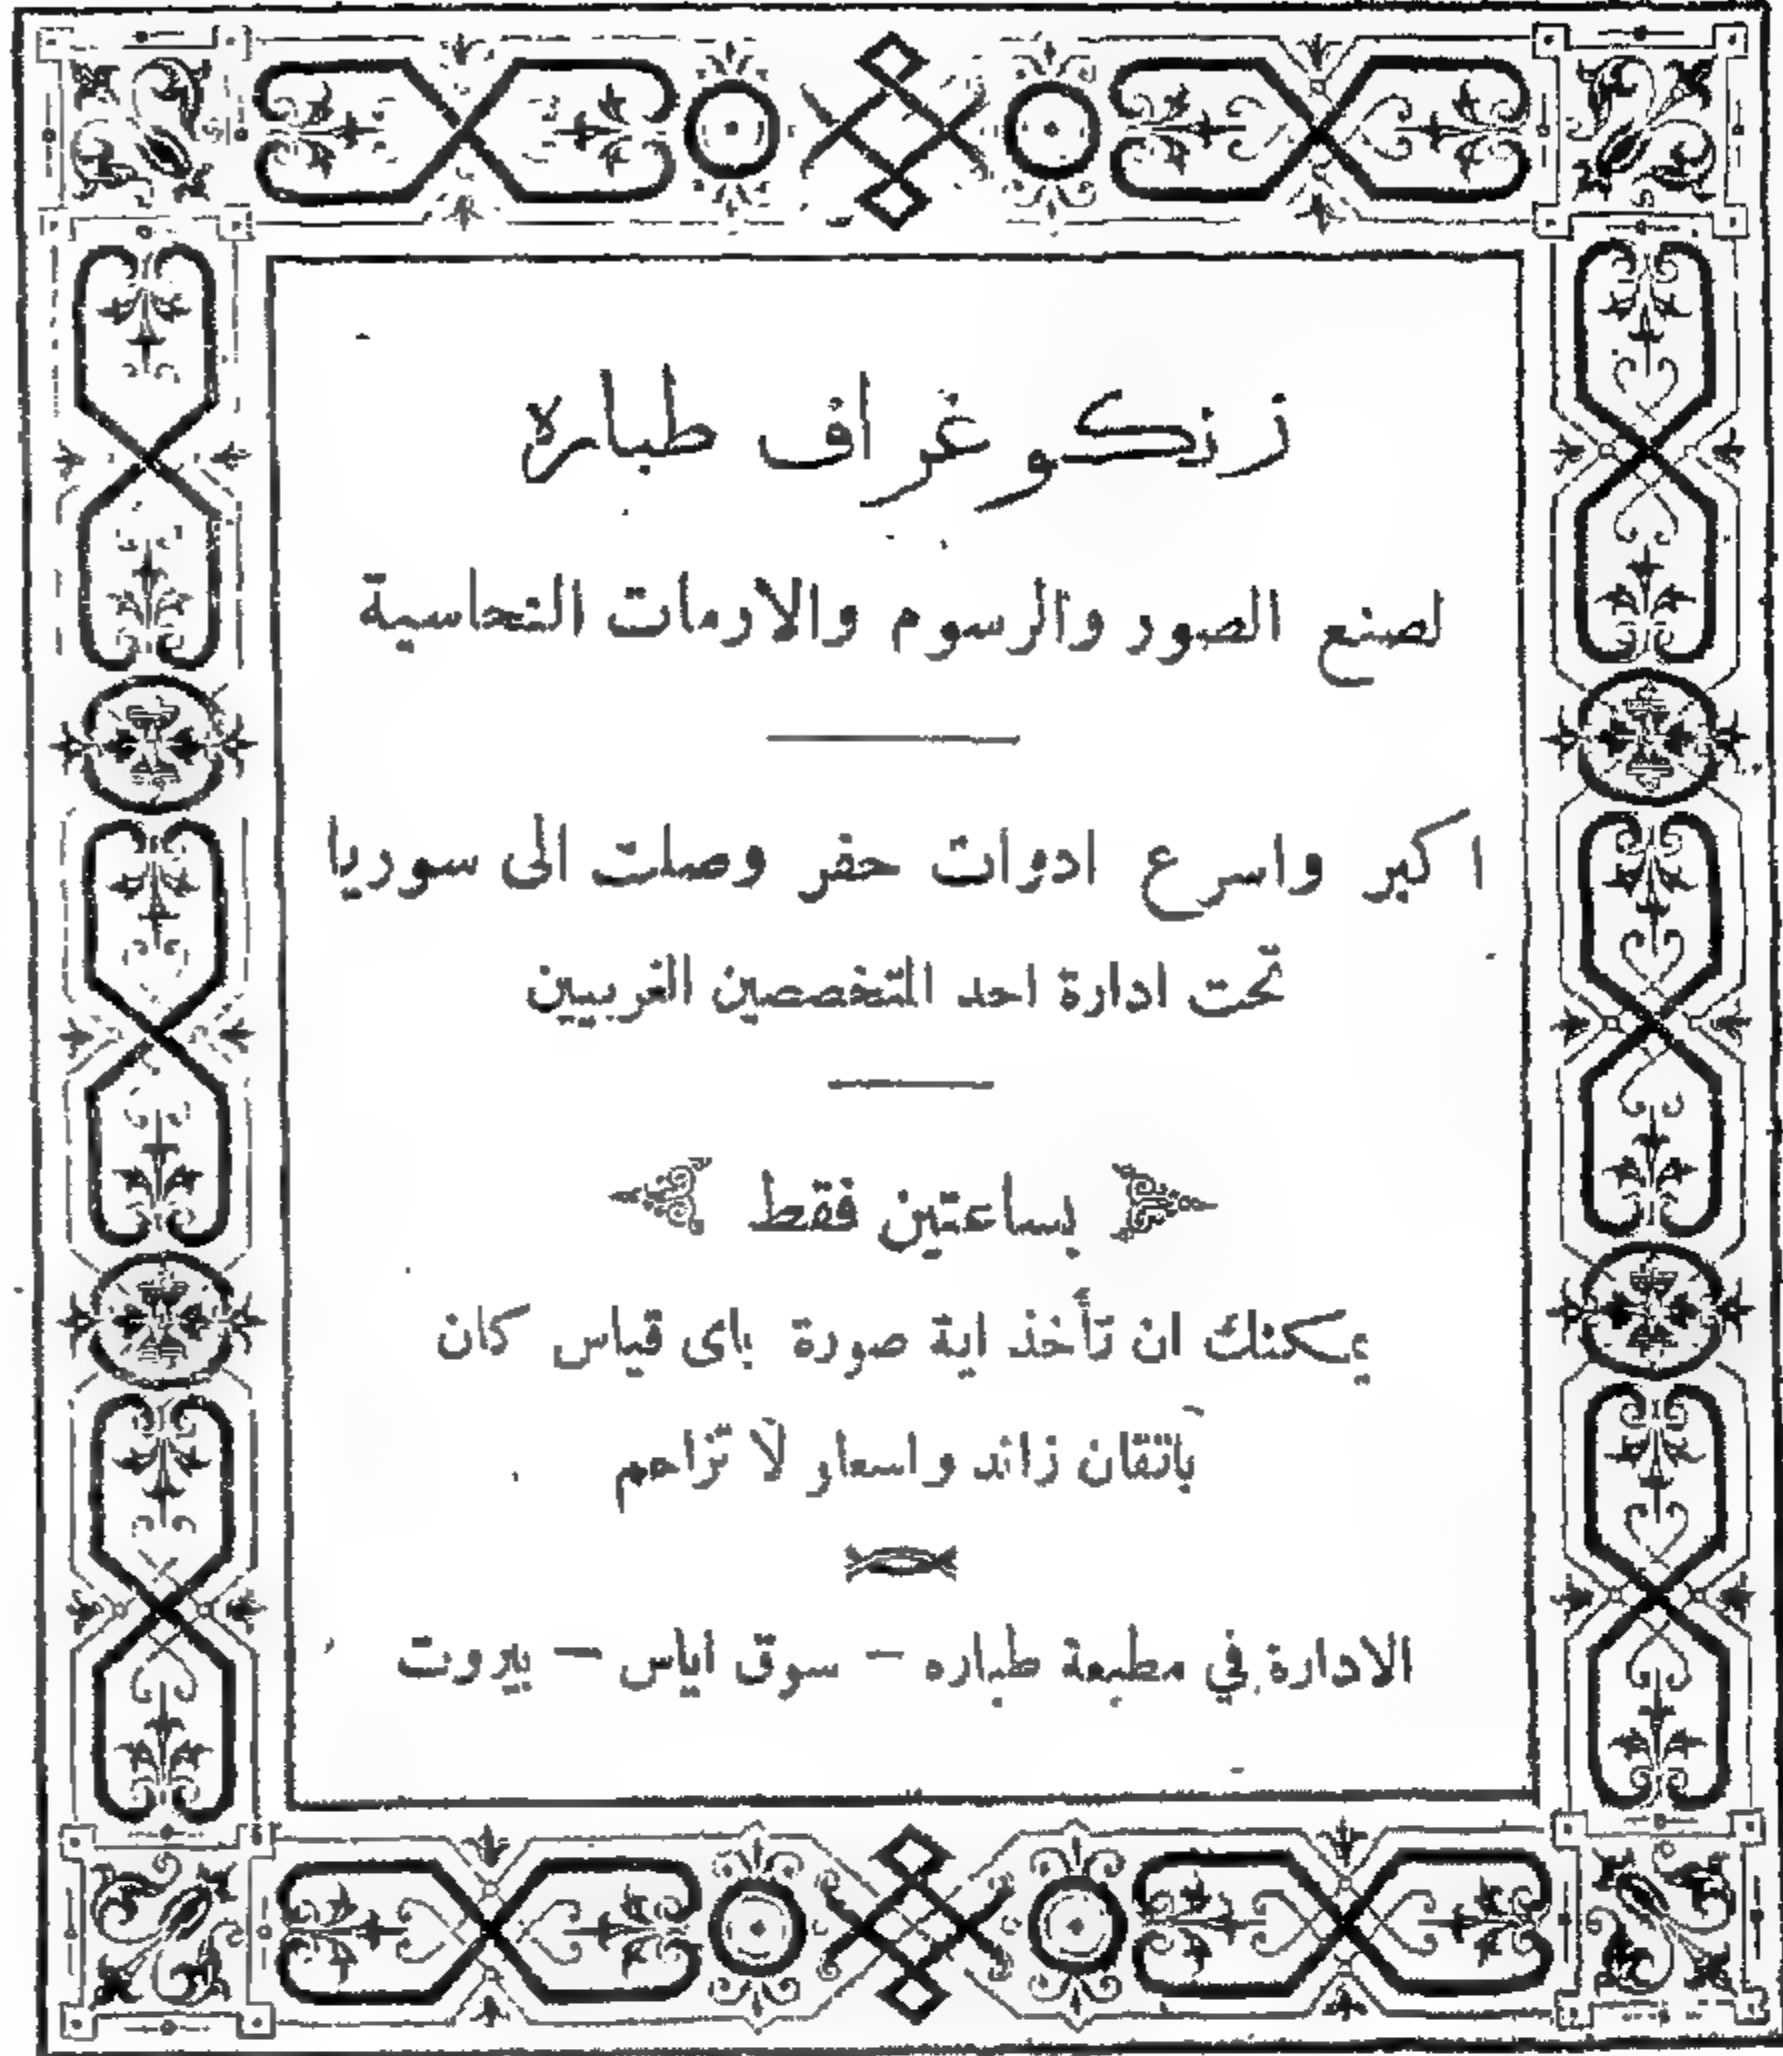 زنكوغراف طباره
لصنع الصور والرسوم والارمات النحاسية
اكبر واسرع ادوات حفر وصلت الى سوريا
تحت ادارة احد المتخصصين الغربيين
بساعتين فقط
يمكنك ان تأخذ اية صورة باى قياس كان
باتقان زائد واسعار لا تزاحم
الادارة في مطبعة طباره — سوق اياس — بيروت